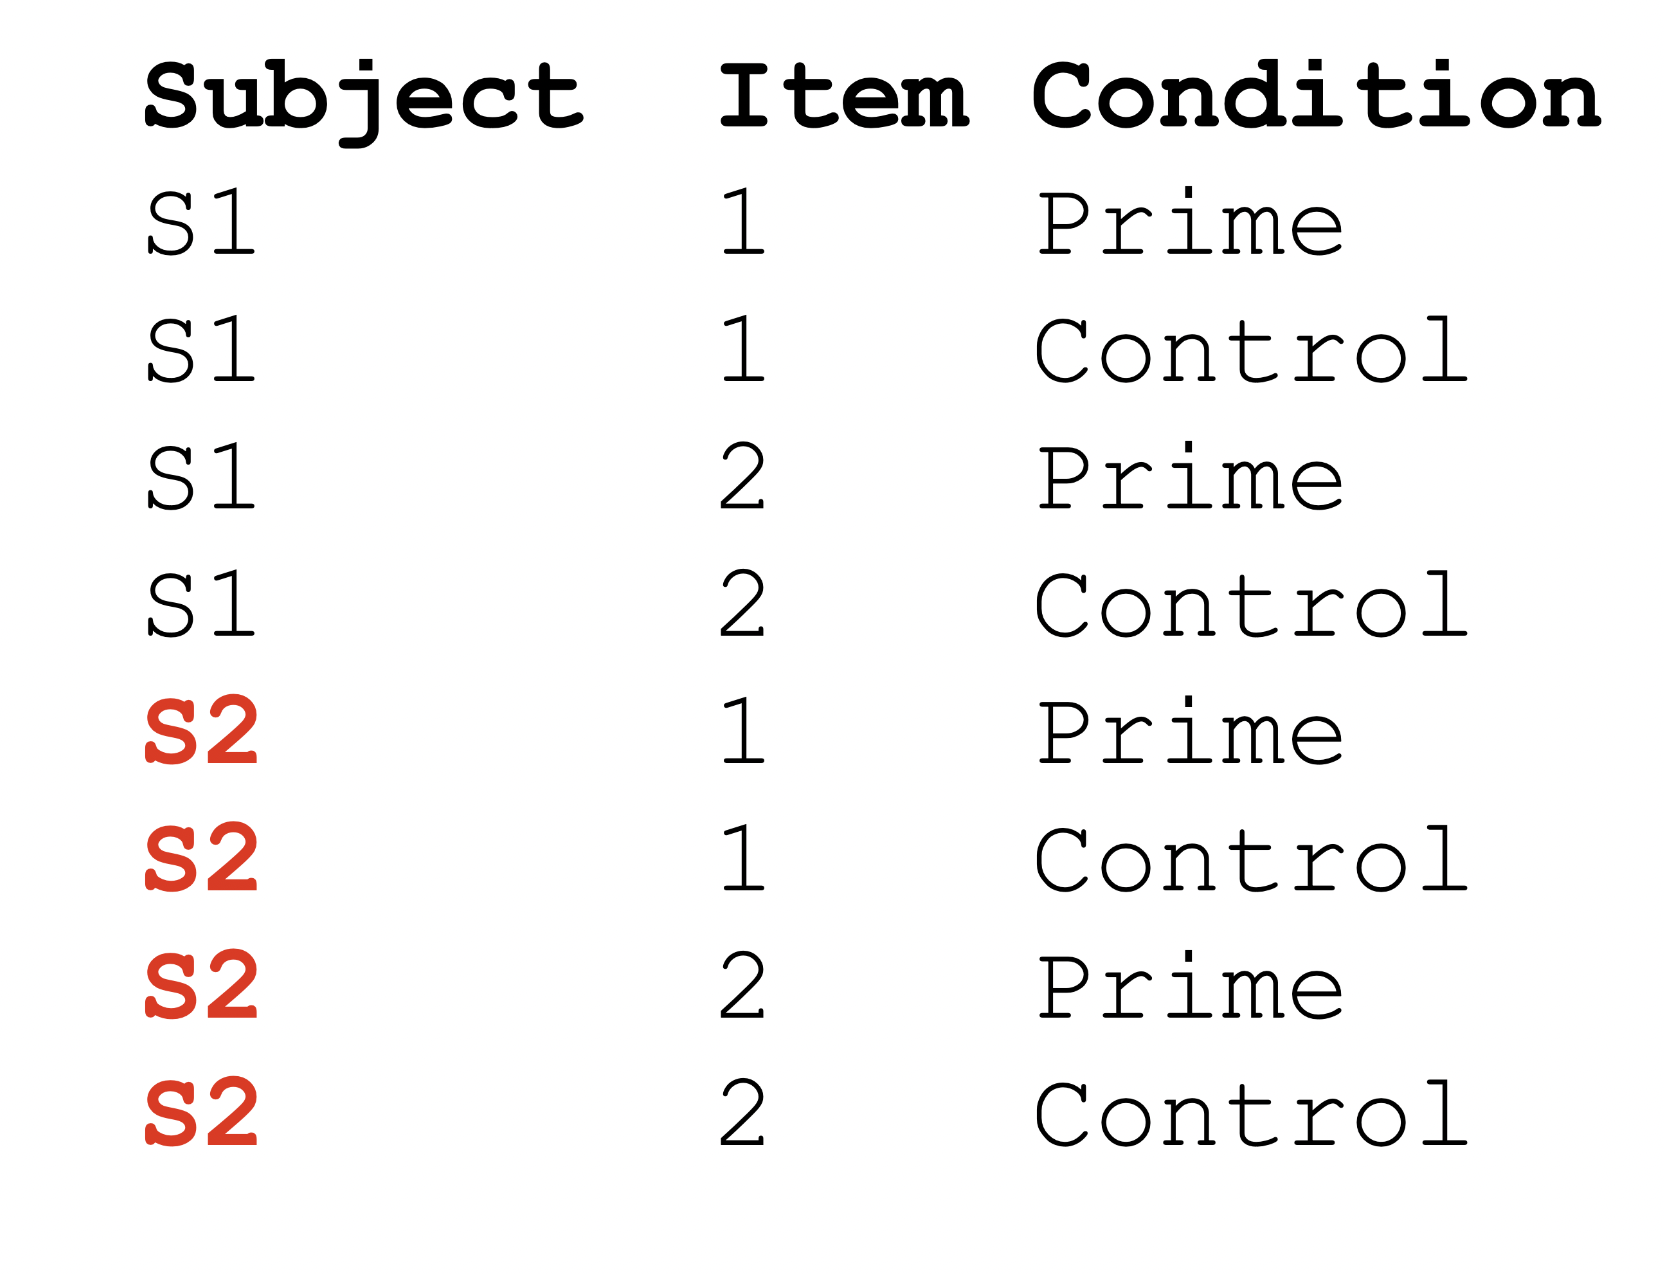 Subject Item Condition
S1 1 Prime
S1 1 Control
S1 2 Prime
S1 2 Control
S2 1 Prime
S2 1 Control
S2 2 Prime
S2 2 Control